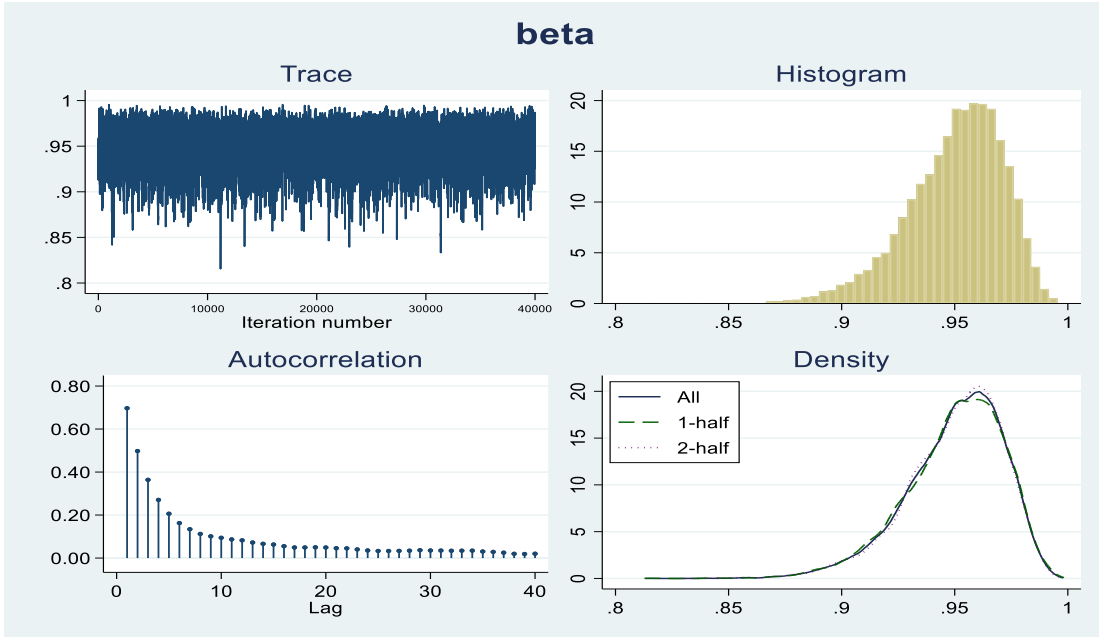 beta
Trace
1
.95
.9
.85
.8
0 10000 20000 30000 40000
Iteration number
Histogram
20
15
10
5
0
.8 .85 .9 .95 1
Autocorrelation
0.80
0.60
0.40
0.20
0.00
0 10 20 30 40
Lag
Density
All
1-half
2-half
20
15
10
5
0
.8 .85 .9 .95 1